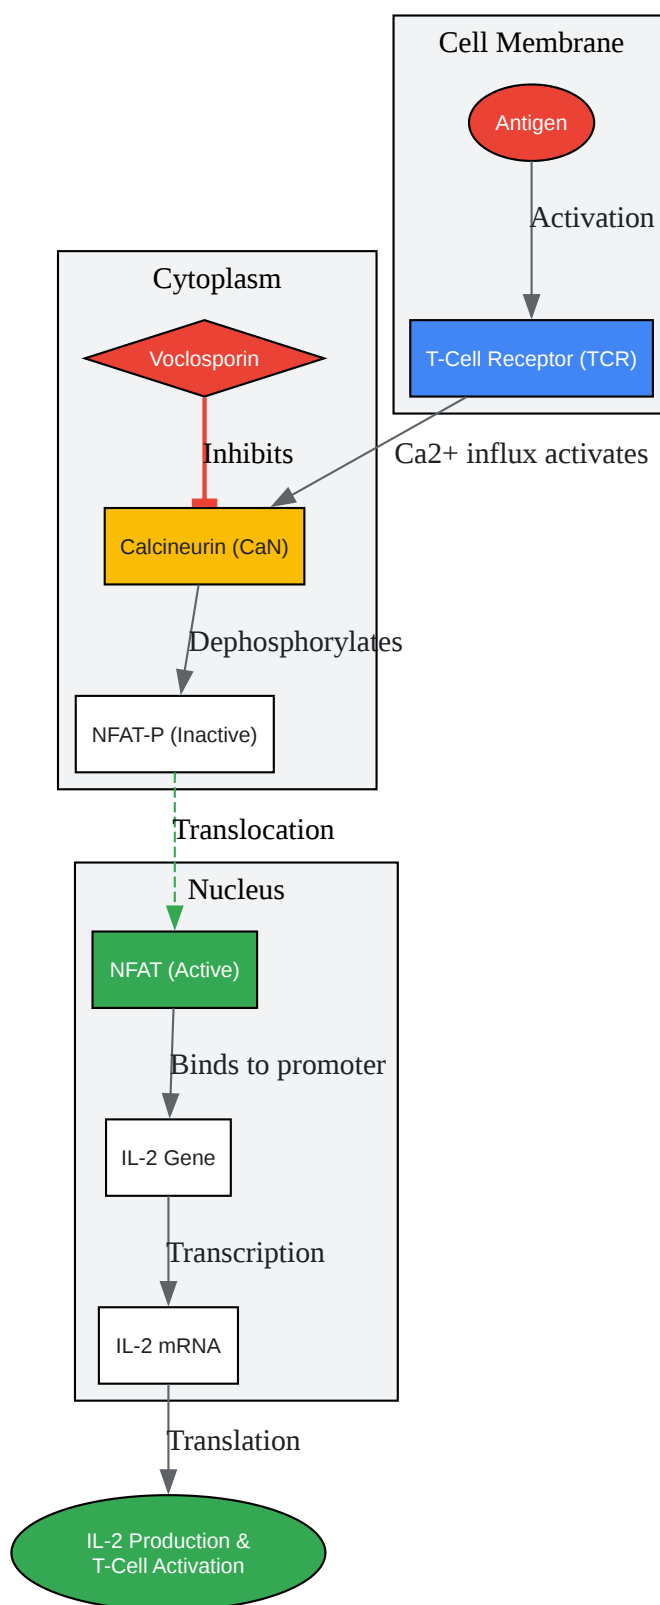 Cell Membrane
Antigen
Activation
T-Cell Receptor (TCR)
Cytoplasm
Voclosporin
Inhibits
Ca2+ influx activates
Calcineurin (CaN)
Dephosphorylates
NFAT-P (Inactive)
Translocation
Nucleus
NFAT (Active)
Binds to promoter
IL-2 Gene
Transcription
IL-2 mRNA
Translation
IL-2 Production &
T-Cell Activation